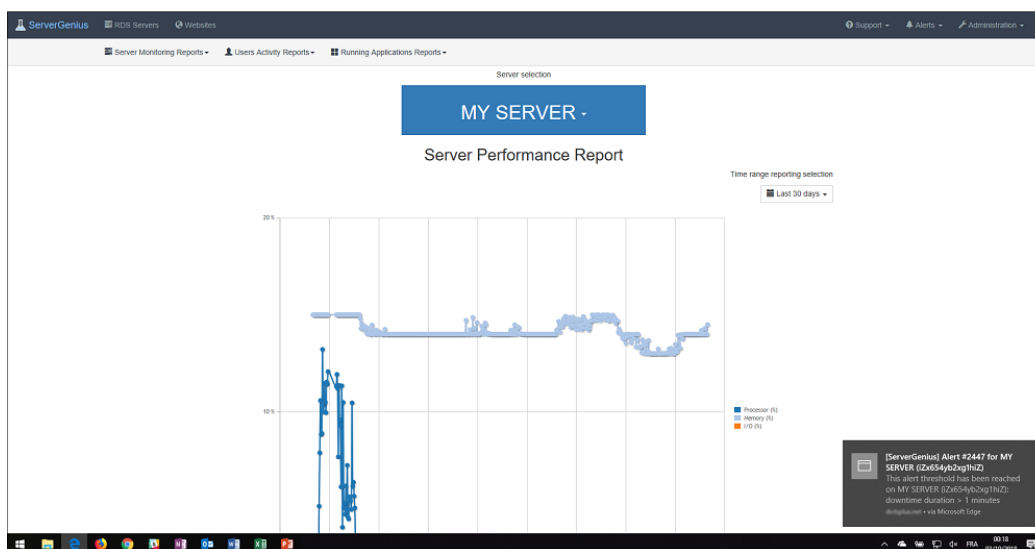 ServerGenius RDS Servers Websites Support Alerts Administration
Server Monitoring Reports Users Activity Reports Running Applications Reports
Server selection
MY SERVER
Server Performance Report
Time range reporting selection
Last 30 days
20 %
10 %
Processor (%)
Memory (%)
I/O (%)
[ServerGenius] Alert #2447 for MY
SERVER (iZx654yb2xg1hiZ)
This alert threshold has been reached
on MY SERVER (iZx654yb2xg1hiZ):
downtime duration > 1 minutes
• via Microsoft Edge
FRA 00:18